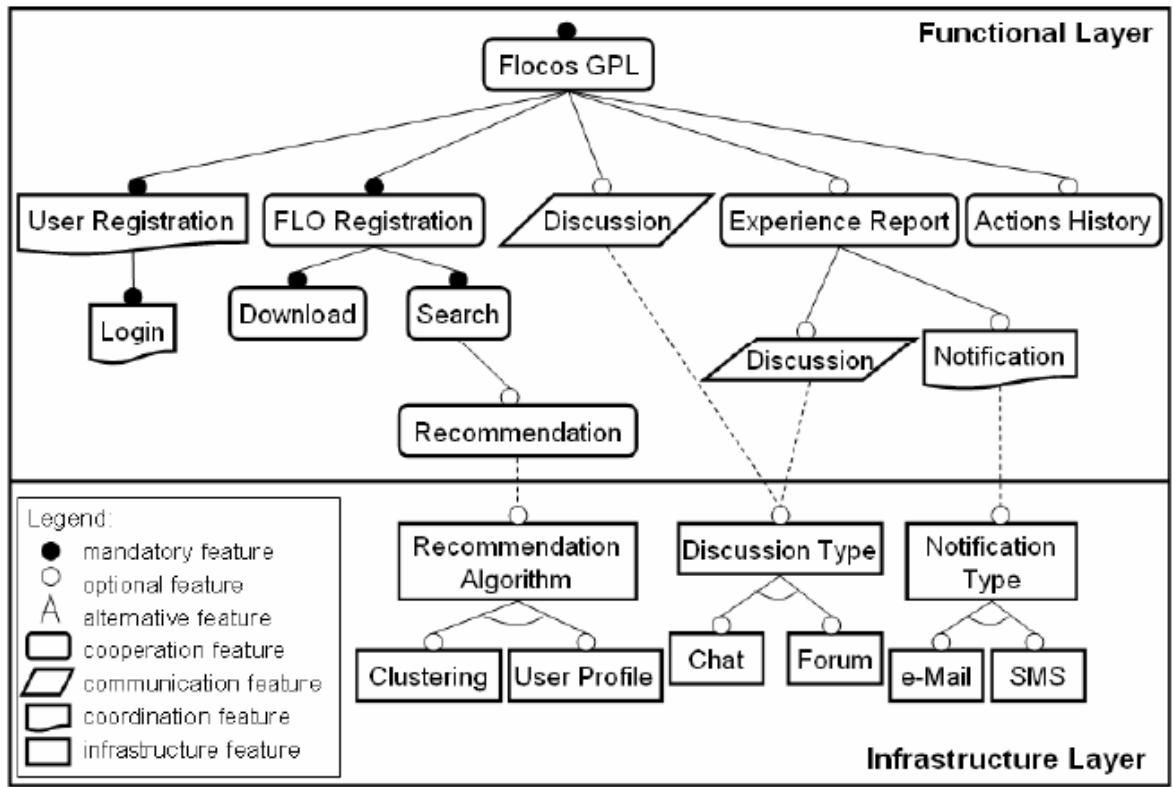 Functional Layer
Flocos GPL
User Registration
FLO Registration
Discussion
Experience Report
Actions History
Login
Download
Search
Discussion
Notification
Recommendation
Legend:
mandatory feature
optional feature
alternative feature
cooperation feature
communication feature
coordination feature
infrastructure feature
Recommendation
Algorithm
Discussion Type
Notification
Type
Clustering
User Profile
Chat
Forum
e-Mail
SMS
Infrastructure Layer